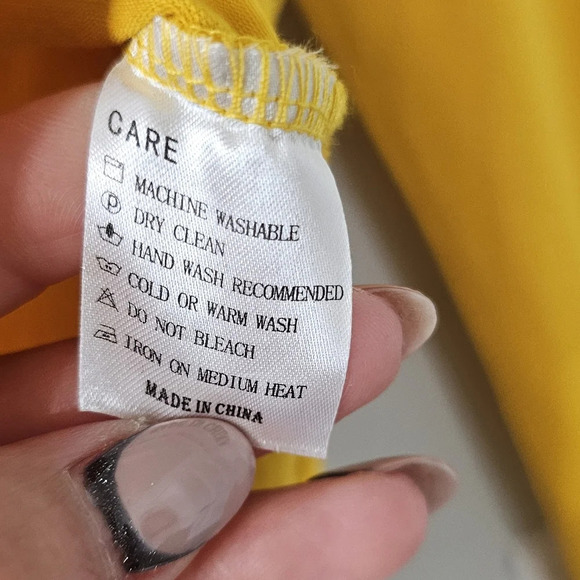 CARE
MACHINE WASHABLE
P DRY CLEAN
HAND WASH RECOMMENDED
COLD OR WARM WASH
DO NOT BLEACH
IRON ON MEDIUM HEAT
MADE IN CHINA